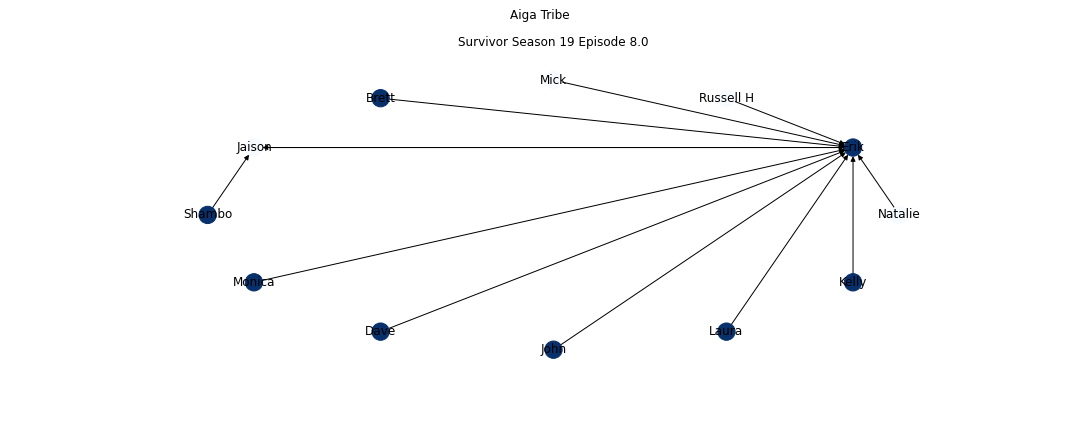 Aiga Tribe
Survivor Season 19 Episode 8.0
Mick
Brett
Russell H
Jaison
Erik
Shambo
Natalie
Monica
Kelly
Dave
Laura
John